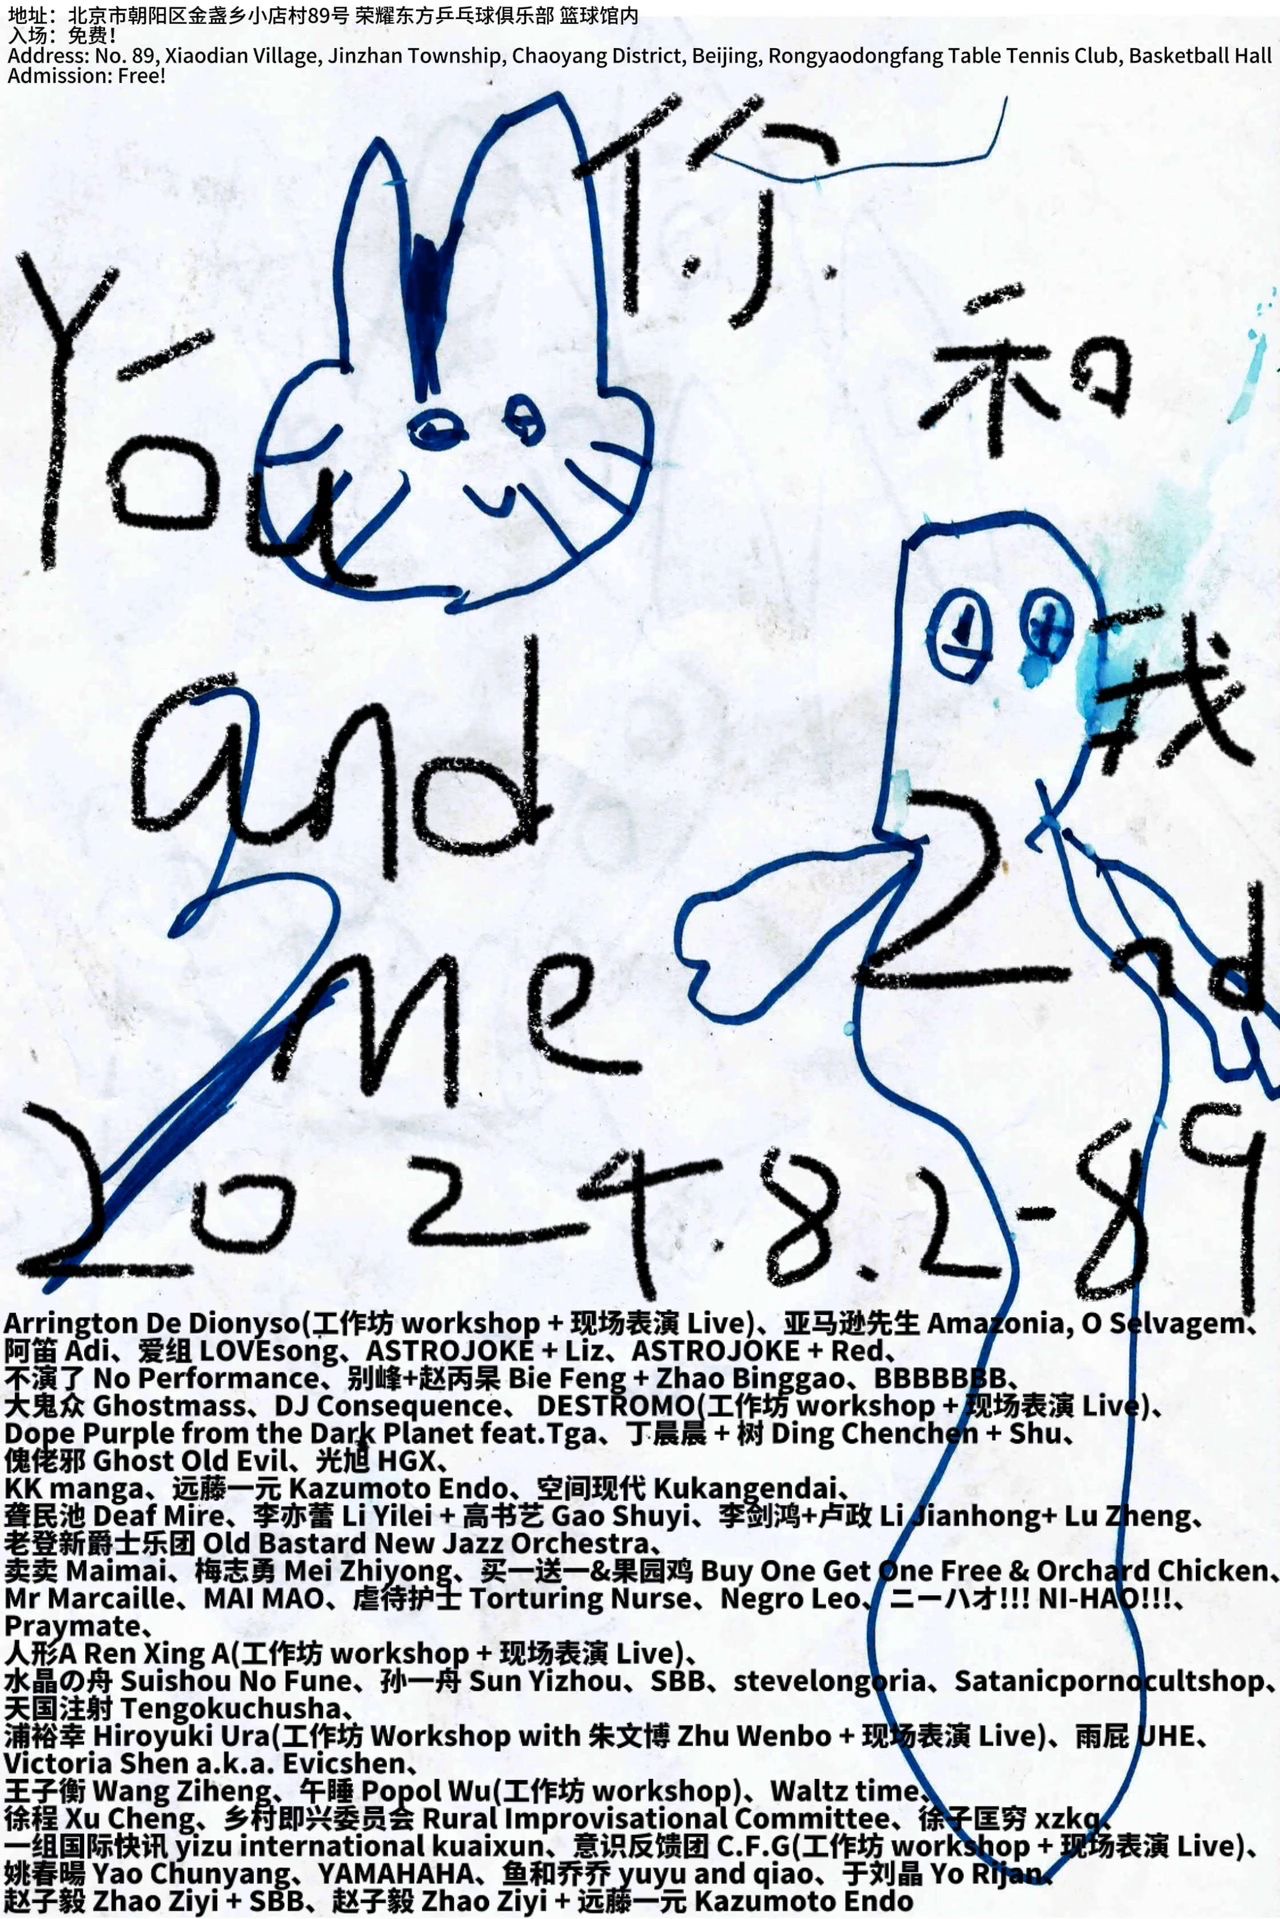 地址：北京市朝阳区金盏乡小店村89号 荣耀东方乒乓球俱乐部 篮球馆内
入场：免费！
Address: No. 89, Xiaodian Village, Jinzhan Township, Chaoyang District, Beijing, Rongyaodongfang Table Tennis Club, Basketball Hall
Admission: Free!
你
和
我
You
and
me
2nd
2024.8.2-8.9
Arrington De Dionyso(工作坊 workshop + 现场表演 Live)、亚马逊先生 Amazonia, O Selvagem、
阿笛 Adi、爱组 LOVEsong、ASTROJOKE + Liz、ASTROJOKE + Red、
不演了 No Performance、别峰+赵丙杲 Bie Feng + Zhao Binggao、BBBBBBB、
大鬼众 Ghostmass、DJ Consequence、 DESTROMO(工作坊 workshop + 现场表演 Live)、
Dope Purple from the Dark Planet feat.Tga、丁晨晨 + 树 Ding Chenchen + Shu、
傀佬邪 Ghost Old Evil、光旭 HGX、
KK manga、远藤一元 Kazumoto Endo、空间现代 Kukangendai、
聋民池 Deaf Mire、李亦蕾 Li Yilei + 高书艺 Gao Shuyi、李剑鸿+卢政 Li Jianhong+ Lu Zheng、
老登新爵士乐团 Old Bastard New Jazz Orchestra、
卖卖 Maimai、梅志勇 Mei Zhiyong、买一送一&果园鸡 Buy One Get One Free & Orchard Chicken、
Mr Marcaille、MAI MAO、虐待护士 Torturing Nurse、Negro Leo、ニーハオ!!! NI-HAO!!!、
Praymate、
人形A Ren Xing A(工作坊 workshop + 现场表演 Live)、
水晶の舟 Suishou No Fune、孙一舟 Sun Yizhou、SBB、stevelongoria、Satanicpornocultshop、
天国注射 Tengokuchusha、
浦裕幸 Hiroyuki Ura(工作坊 Workshop with 朱文博 Zhu Wenbo + 现场表演 Live)、雨屁 UHE、
Victoria Shen a.k.a. Evicshen、
王子衡 Wang Ziheng、午睡 Popol Wu(工作坊 workshop)、Waltz time、
徐程 Xu Cheng、乡村即兴委员会 Rural Improvisational Committee、徐子匡穷 xzkq、
一组国际快讯 yizu international kuaixun、意识反馈团 C.F.G(工作坊 workshop + 现场表演 Live)、
姚春暘 Yao Chunyang、YAMAHAHA、鱼和乔乔 yuyu and qiao、于刘晶 Yo Rijan、
赵子毅 Zhao Ziyi + SBB、赵子毅 Zhao Ziyi + 远藤一元 Kazumoto Endo